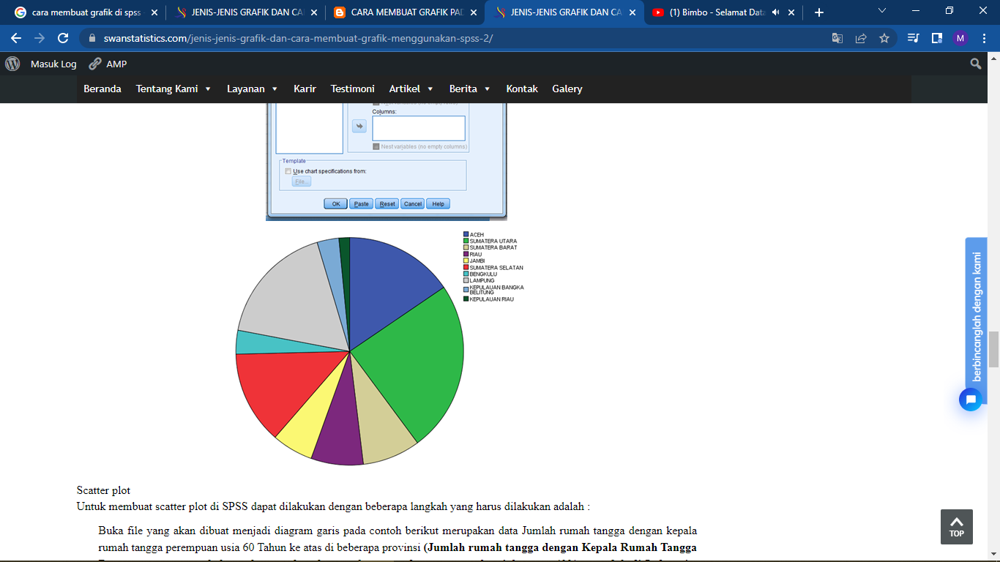 cara membuat grafik di spss
JENIS-JENIS GRAFIK DAN CA
CARA MEMBUAT GRAFIK PAD
JENIS-JENIS GRAFIK DAN CA
(1) Bimbo - Selamat Data
swanstatistics.com/jenis-jenis-grafik-dan-cara-membuat-grafik-menggunakan-spss-2/
M
Masuk Log
AMP
Beranda Tentang Kami Layanan Karir Testimoni Artikel Berita Kontak Galery
Columns:
Nest variables (no empty columns)
Template
Use chart specifications from:
File...
OK Paste Reset Cancel Help
ACEH
SUMATERA UTARA
SUMATERA BARAT
RIAU
JAMBI
SUMATERA SELATAN
BENGKULU
LAMPUNG
KEPULAUAN BANGKA
BELITUNG
KEPULAUAN RIAU
berbincanglah dengan kami
Scatter plot
Untuk membuat scatter plot di SPSS dapat dilakukan dengan beberapa langkah yang harus dilakukan adalah :
Buka file yang akan dibuat menjadi diagram garis pada contoh berikut merupakan data Jumlah rumah tangga dengan kepala
rumah tangga perempuan usia 60 Tahun ke atas di beberapa provinsi (Jumlah rumah tangga dengan Kepala Rumah Tangga
TOP